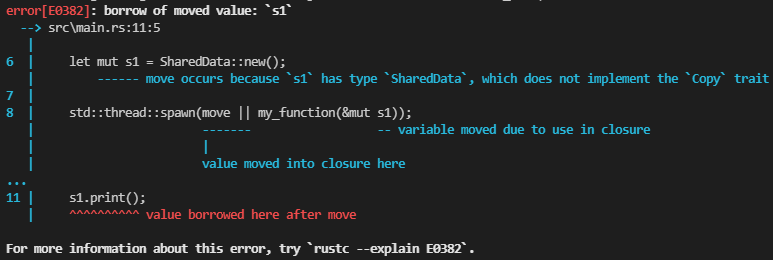 error[E0382]: borrow of moved value: `s1`
  --> src\main.rs:11:5
   |
6  |     let mut s1 = SharedData::new();
   |         ------ move occurs because `s1` has type `SharedData`, which does not implement the `Copy` trait
7  |
8  |     std::thread::spawn(move || my_function(&mut s1));
   |                        -------                  -- variable moved due to use in closure
   |                        |
   |                        value moved into closure here
...
11 |     s1.print();
   |     ^^^^^^^^^^ value borrowed here after move
For more information about this error, try `rustc --explain E0382`.